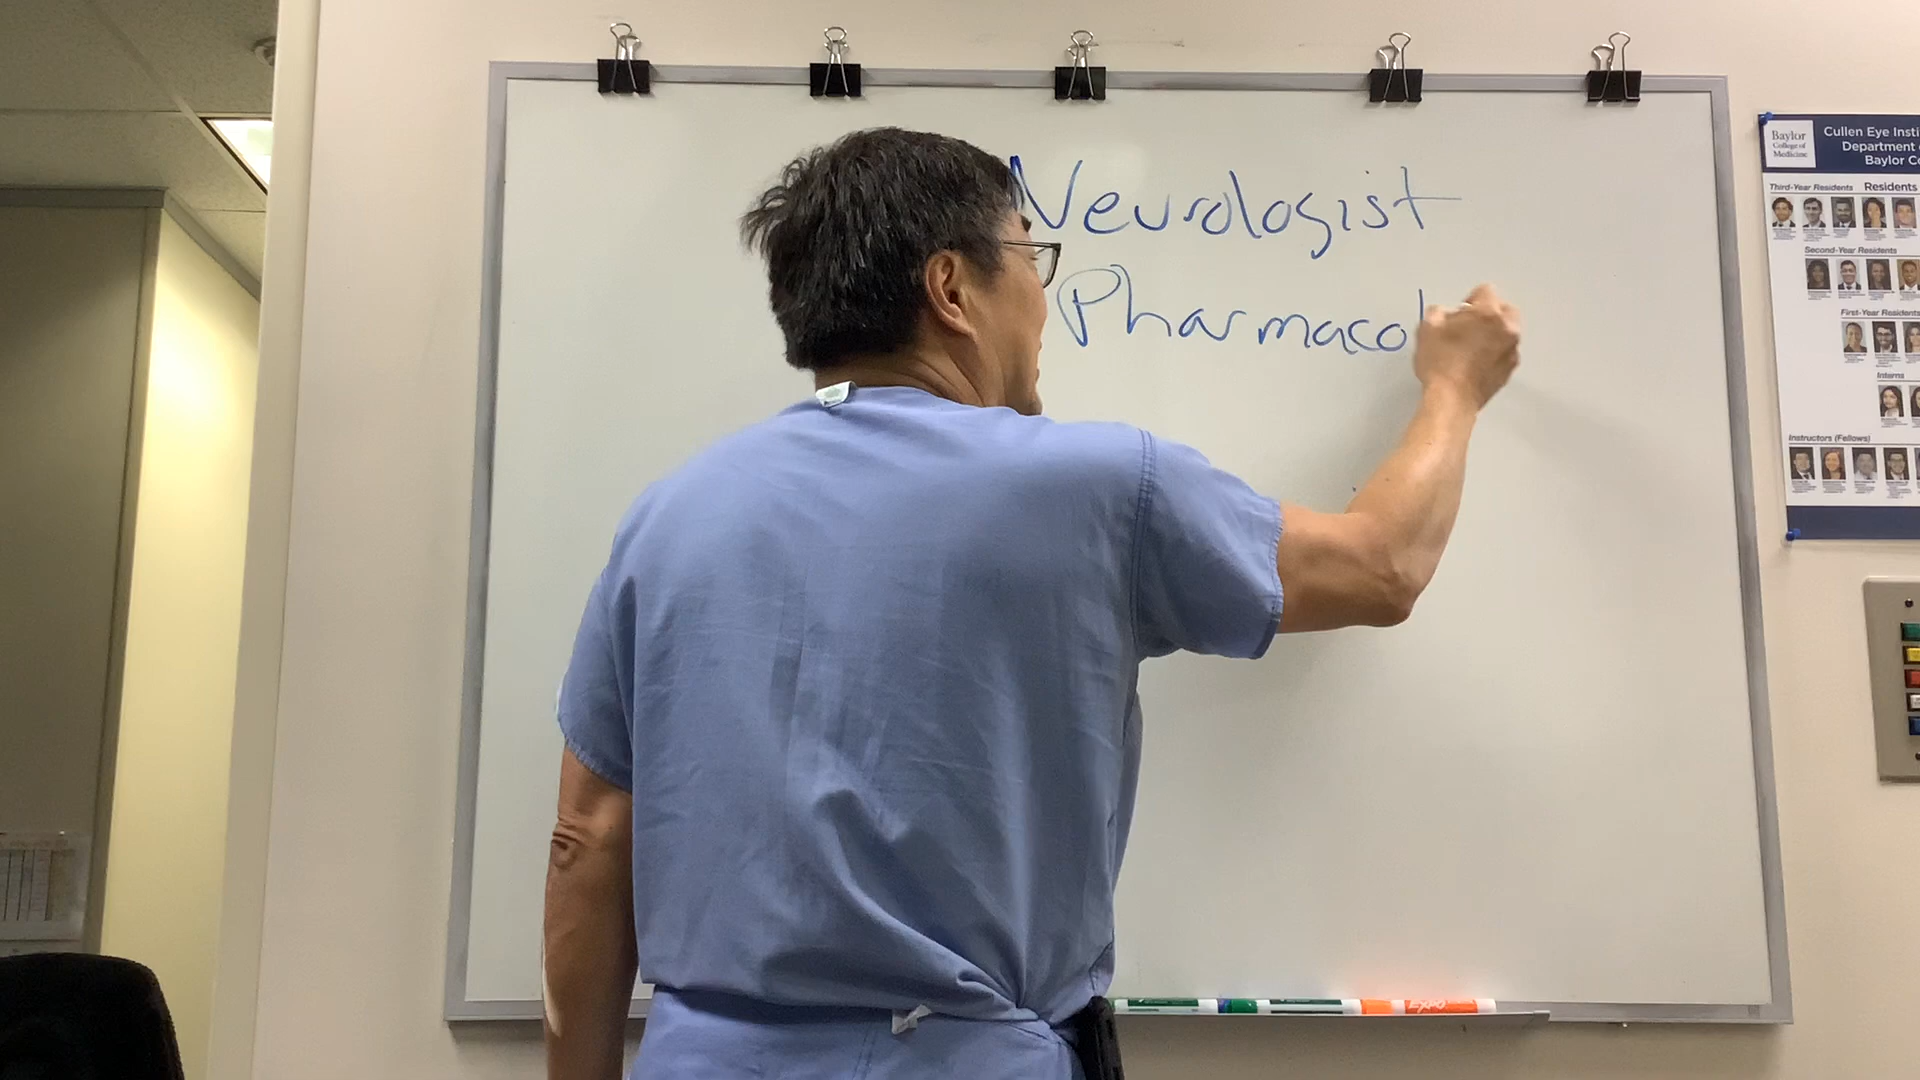 Neurologist
Pharmacol
Baylor
College of
Medicine
Cullen Eye Insti
Department
Baylor Co
Third-Year Residents
Residents
Second-Year Residents
First-Year Residents
Interns
Instructors (Fellows)
EXPO